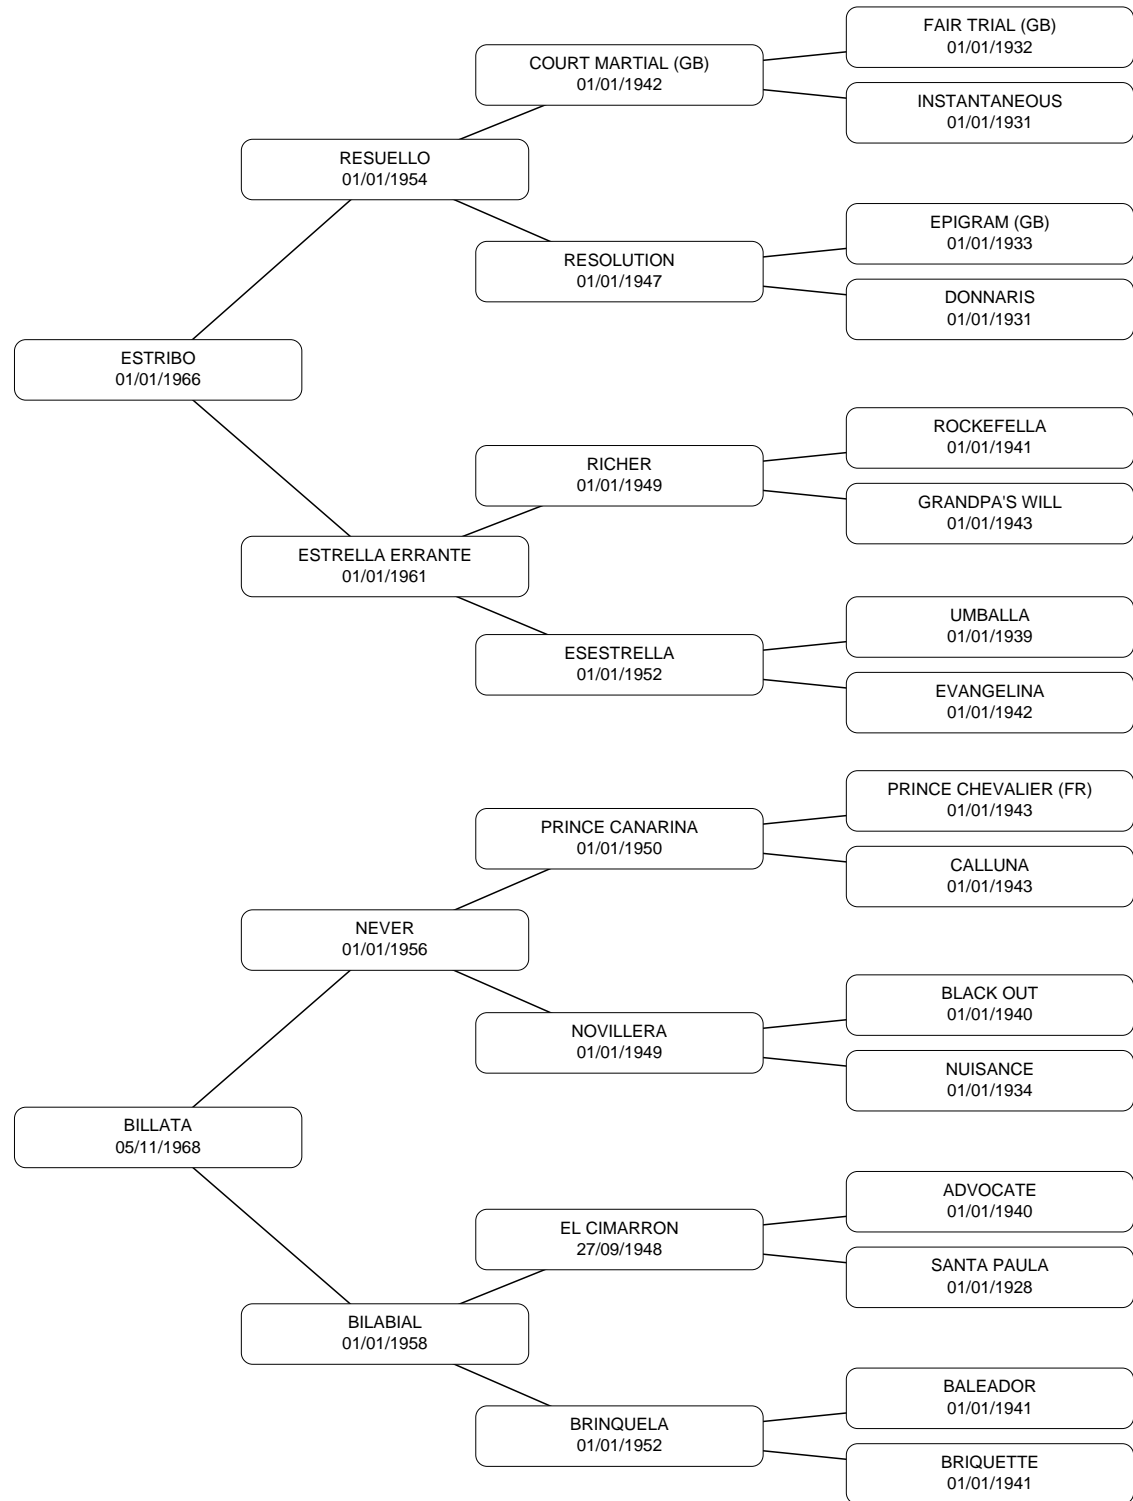 FAIR TRIAL (GB)
01/01/1932
COURT MARTIAL (GB)
01/01/1942
INSTANTANEOUS
01/01/1931
RESUELLO
01/01/1954
EPIGRAM (GB)
01/01/1933
RESOLUTION
01/01/1947
DONNARIS
01/01/1931
ESTRIBO
01/01/1966
ROCKEFELLA
01/01/1941
RICHER
01/01/1949
GRANDPA'S WILL
01/01/1943
ESTRELLA ERRANTE
01/01/1961
UMBALLA
01/01/1939
ESESTRELLA
01/01/1952
EVANGELINA
01/01/1942
PRINCE CHEVALIER (FR)
01/01/1943
PRINCE CANARINA
01/01/1950
CALLUNA
01/01/1943
NEVER
01/01/1956
BLACK OUT
01/01/1940
NOVILLERA
01/01/1949
NUISANCE
01/01/1934
BILLATA
05/11/1968
ADVOCATE
01/01/1940
EL CIMARRON
27/09/1948
SANTA PAULA
01/01/1928
BILABIAL
01/01/1958
BALEADOR
01/01/1941
BRINQUELA
01/01/1952
BRIQUETTE
01/01/1941